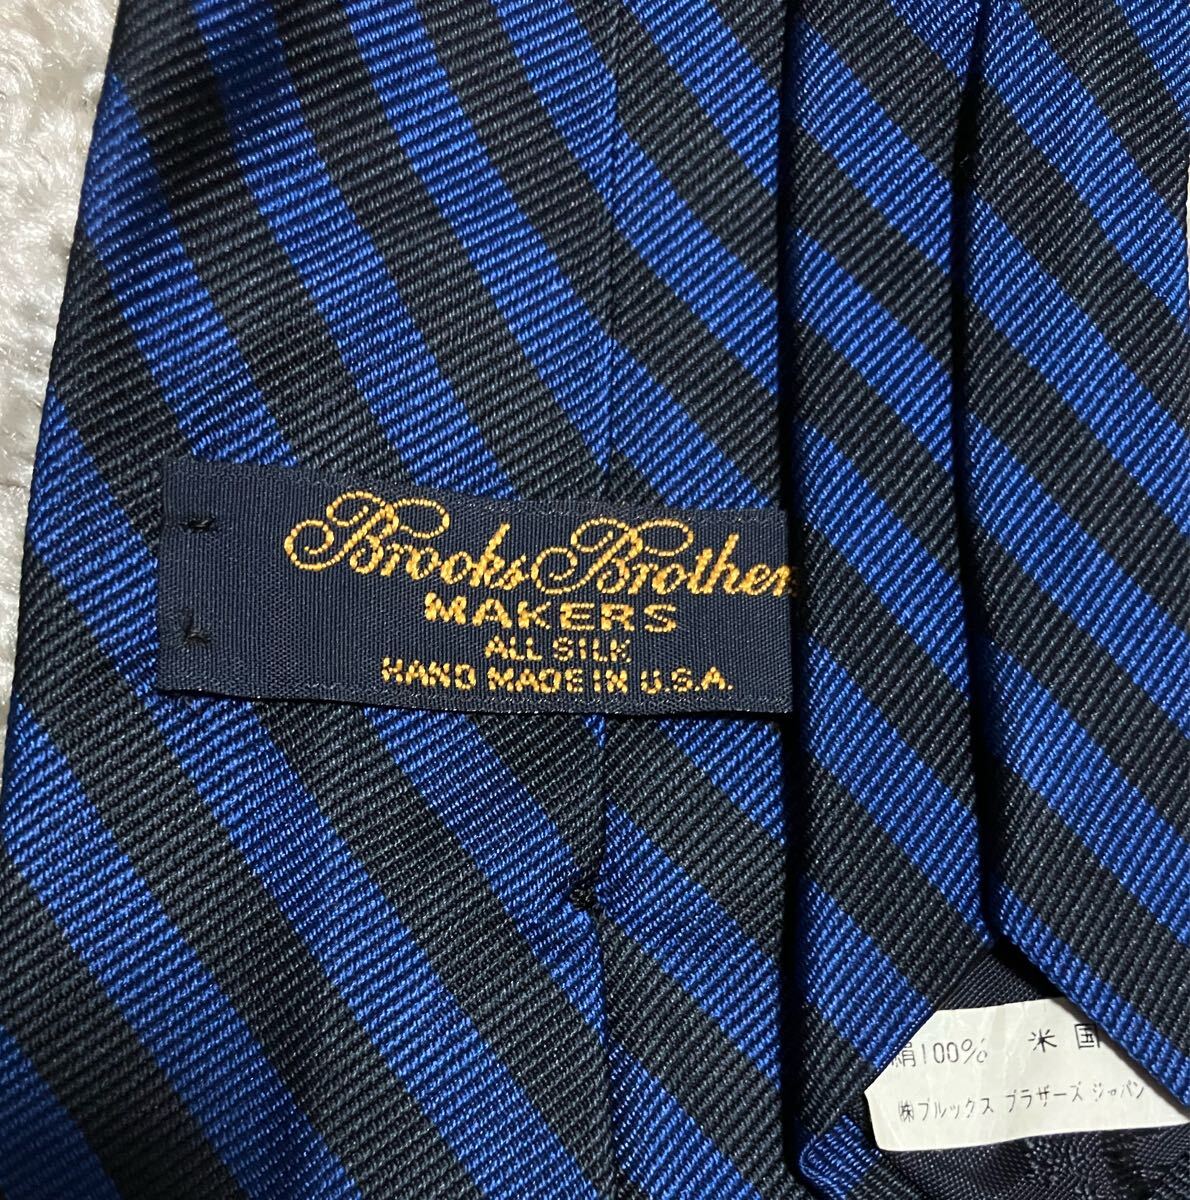 Brooks Brothers
MAKERS
ALL SILK
HAND MADE IN U.S.A.
絹100% 米国
㈱ブルックス ブラザーズ ジャパン